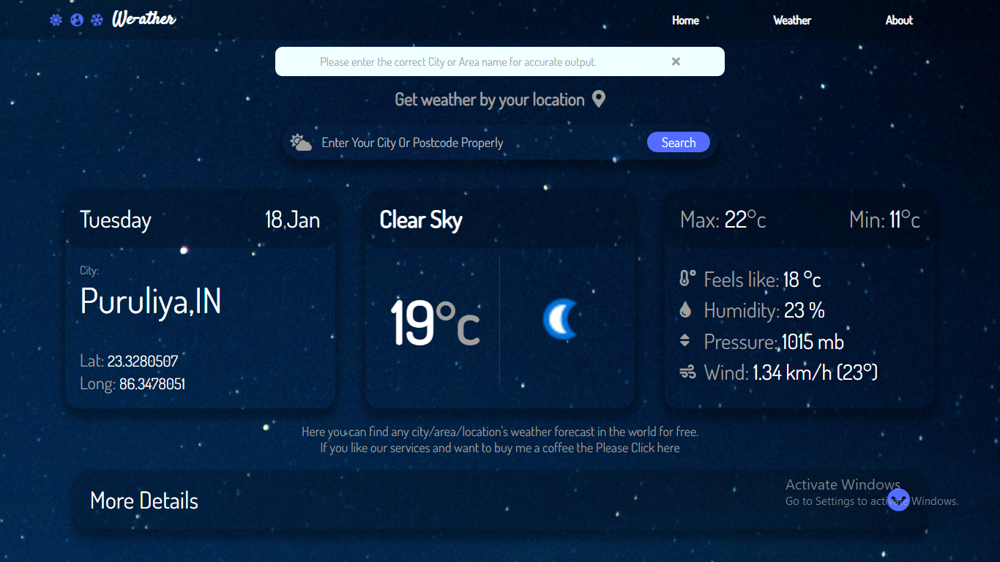 We-ather
Home
Weather
About
Please enter the correct City or Area name for accurate output.
Get weather by your location
Enter Your City Or Postcode Properly
Search
Tuesday
18,Jan
City:
Puruliya,IN
Lat: 23.3280507
Long: 86.3478051
Clear Sky
19°c
Max: 22°c
Min: 11°c
Feels like: 18 °c
Humidity: 23 %
Pressure: 1015 mb
Wind: 1.34 km/h (23°)
Here you can find any city/area/location's weather forecast in the world for free.
If you like our services and want to buy me a coffee the Please Click here
More Details
Activate Windows
Go to Settings to activate Windows.